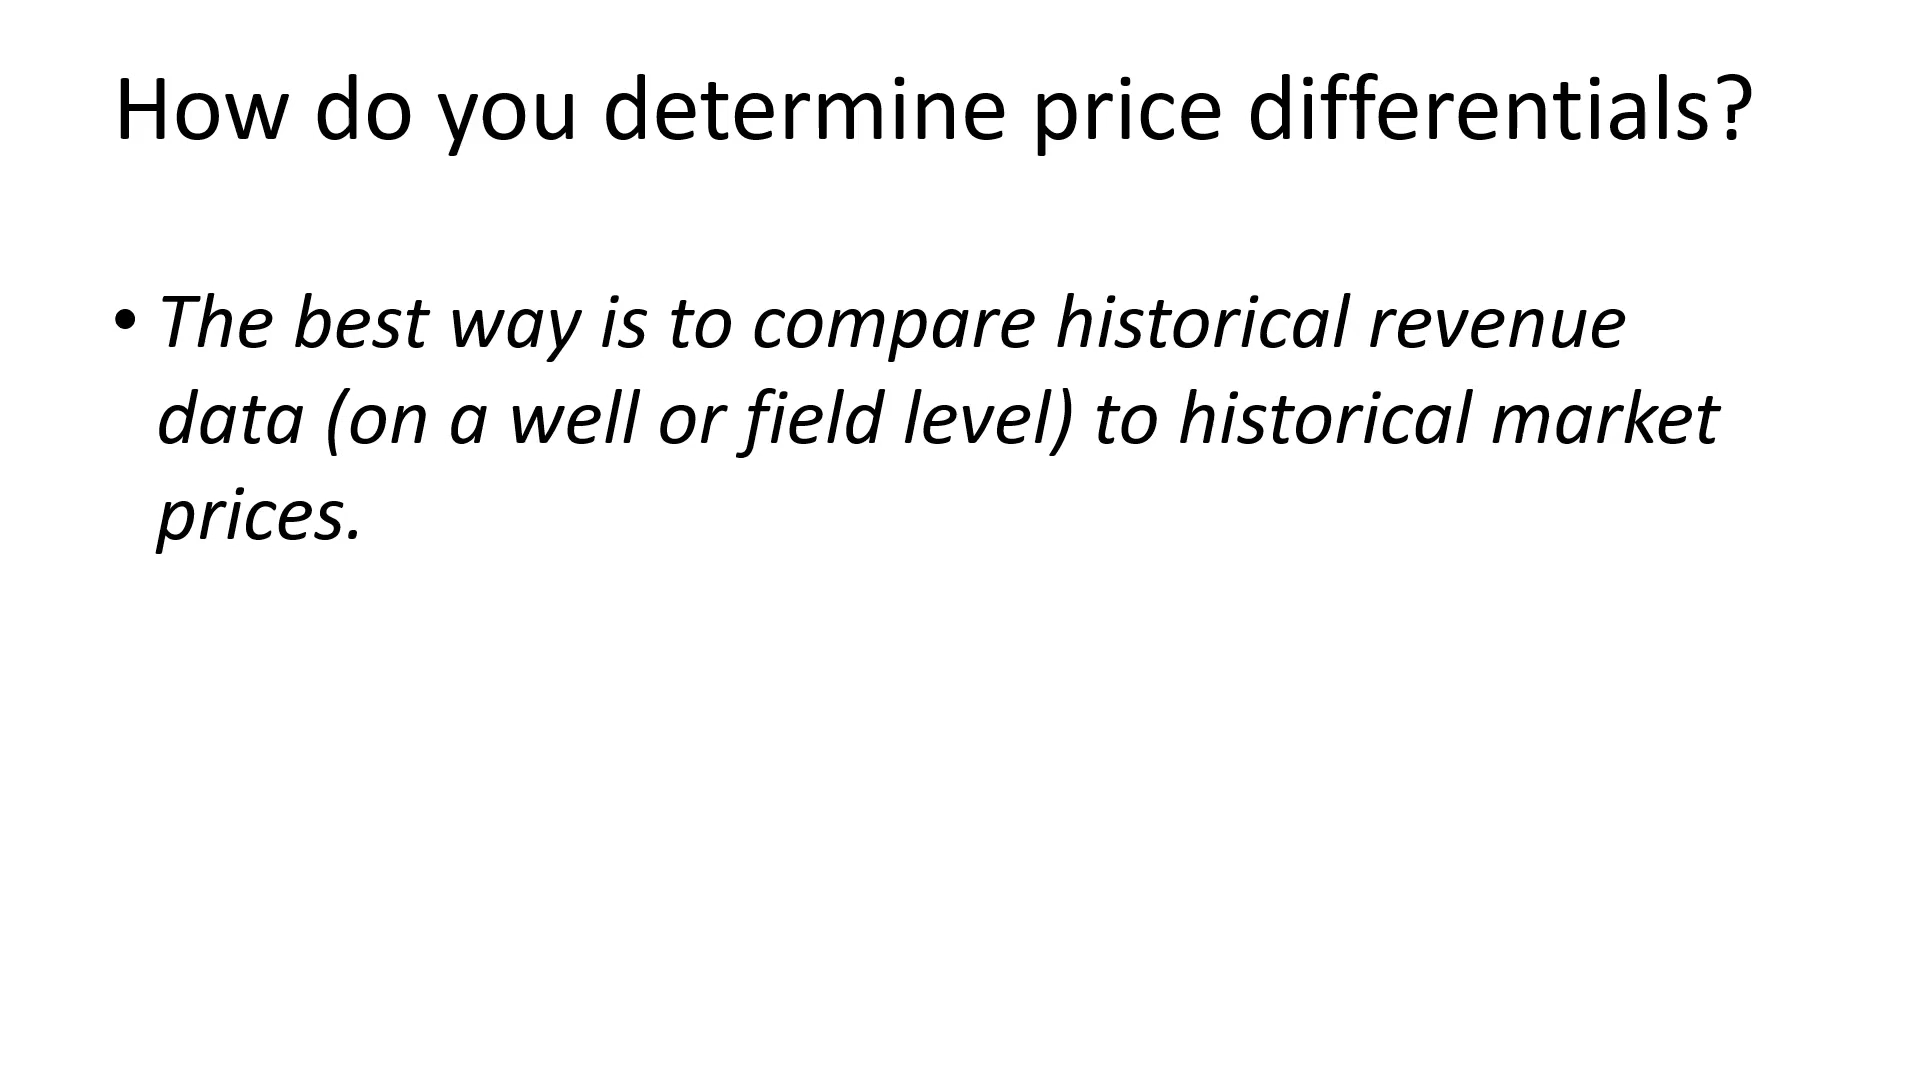 How do you determine price differentials?
• The best way is to compare historical revenue
data (on a well or field level) to historical market
prices.